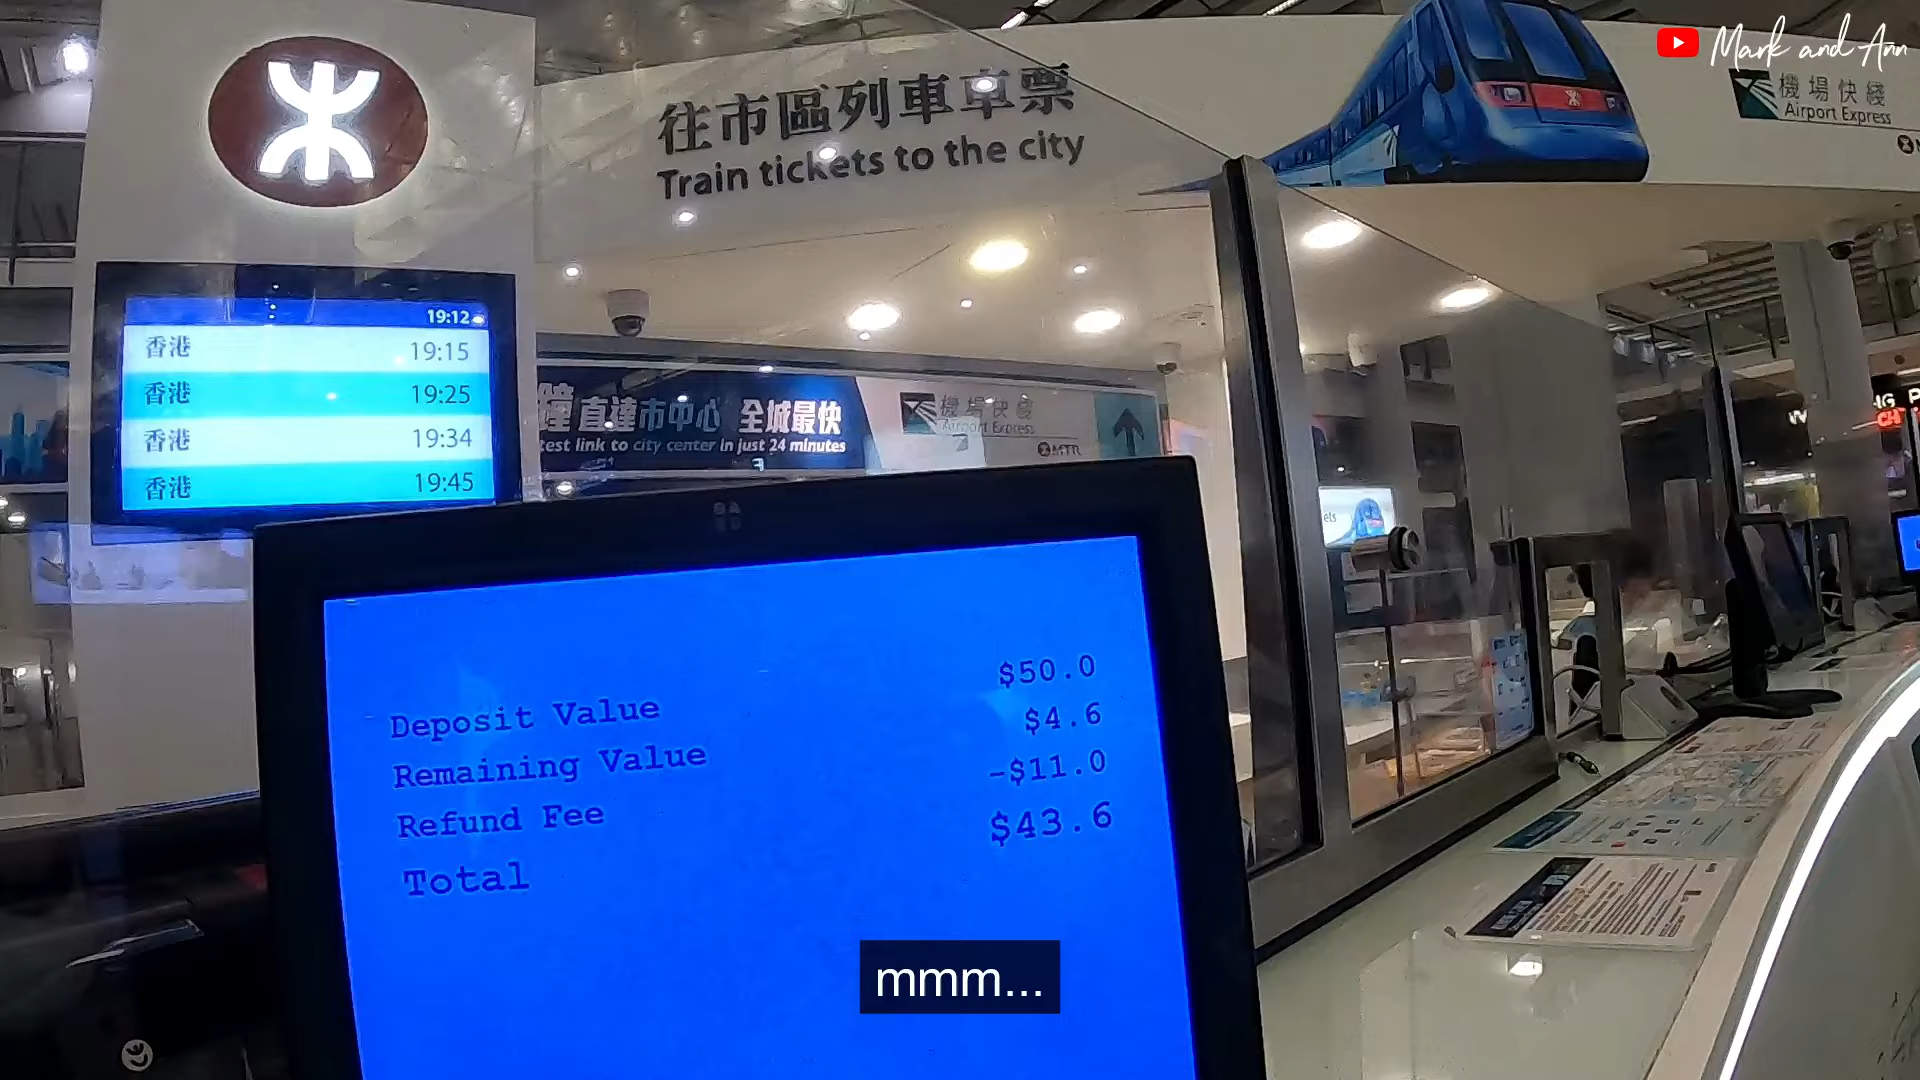 Mark and Ann
往市區列車車票
Train tickets to the city
機場快綫
Airport Express
19:12
香港 19:15
香港 19:25
香港 19:34
香港 19:45
鐘直達市中心 全城最快
link to city center in just 24 minutes
機場快綫
Airport Express
MTR
Deposit Value $50.0
Remaining Value $4.6
Refund Fee -$11.0
Total $43.6
mmm...